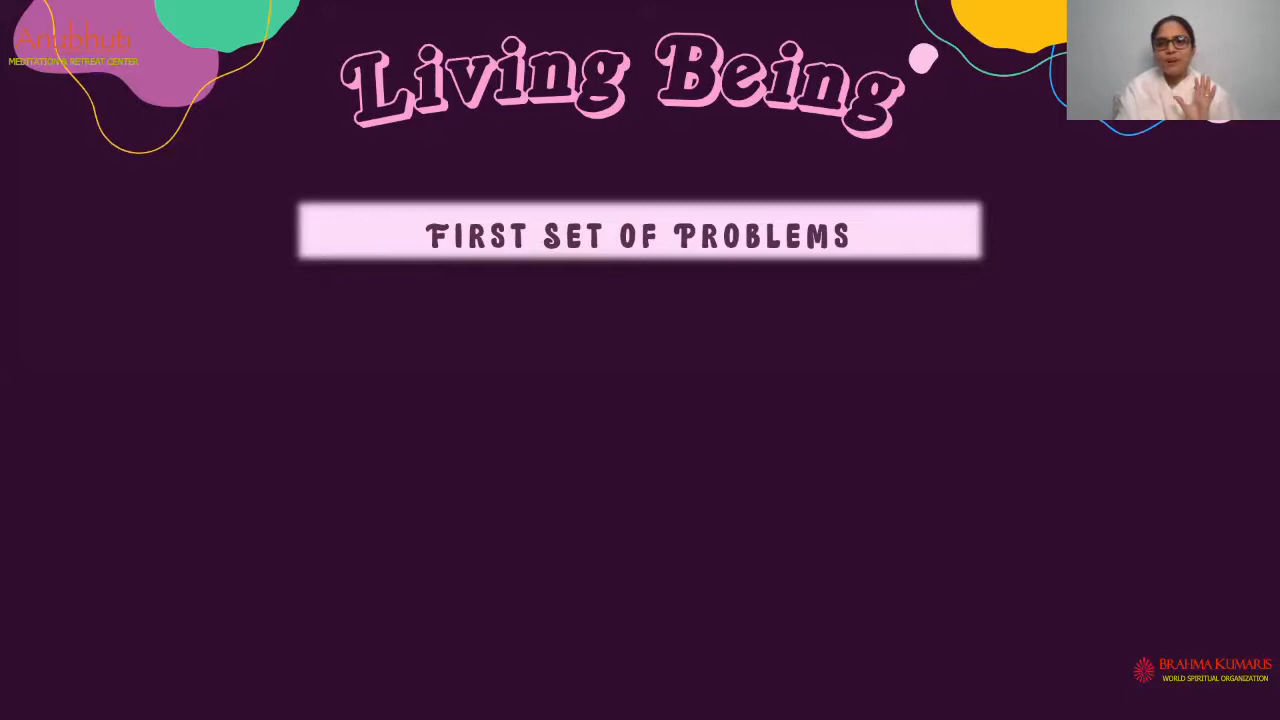 Anubhuti
MEDITATION & RETREAT CENTER
Living Being
FIRST SET OF PROBLEMS
BRAHMA KUMARIS
WORLD SPIRITUAL ORGANIZATION